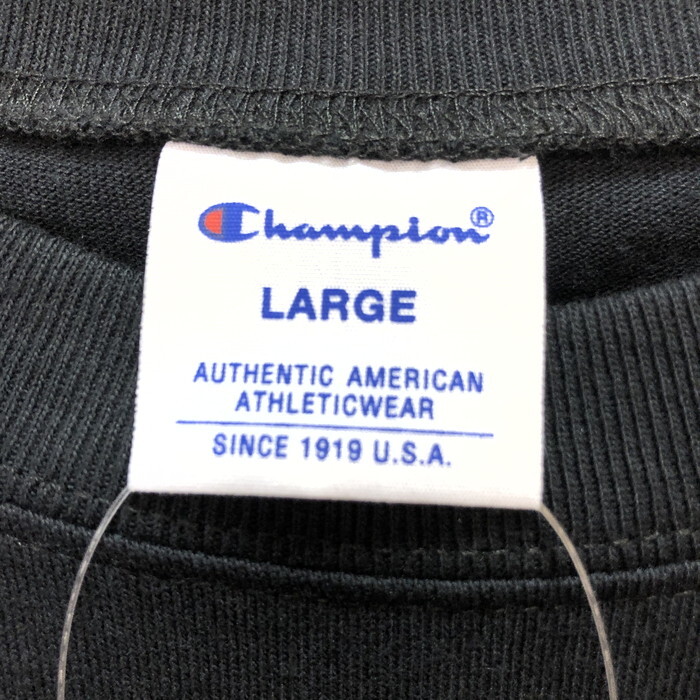 Champion®
LARGE
AUTHENTIC AMERICAN
ATHLETICWEAR
SINCE 1919 U.S.A.